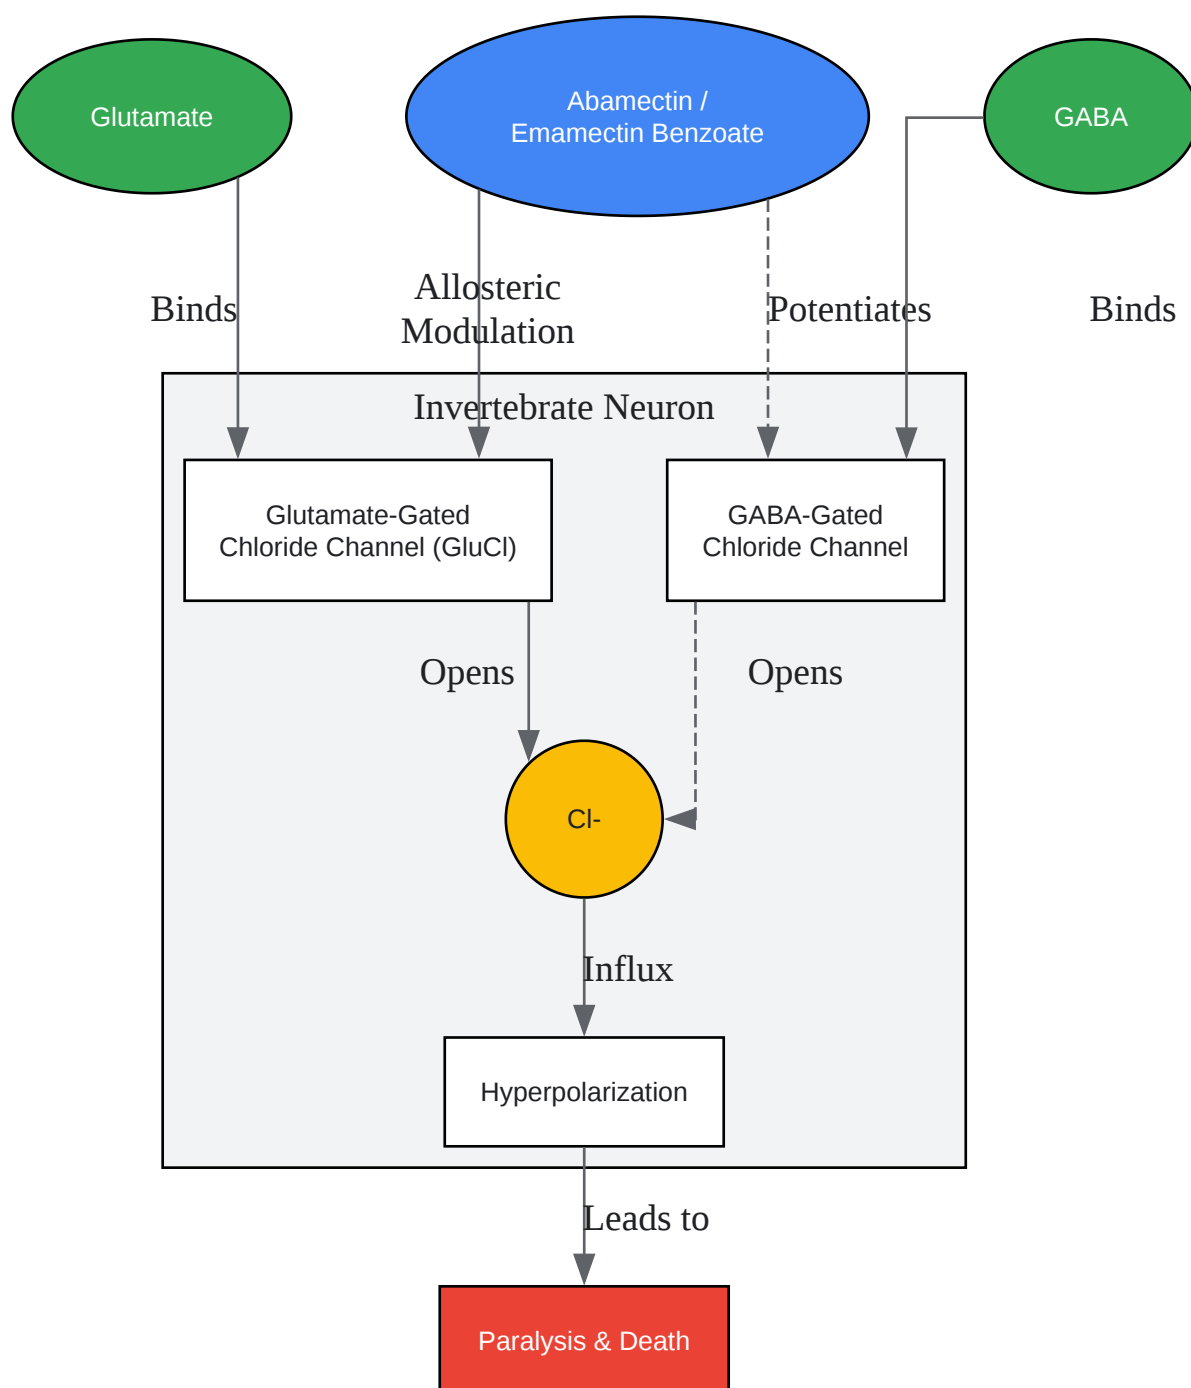 Glutamate
Abamectin /
Emamectin Benzoate
GABA
Binds
Allosteric
Modulation
Potentiates
Binds
Invertebrate Neuron
Glutamate-Gated
Chloride Channel (GluCl)
GABA-Gated
Chloride Channel
Opens
Opens
Cl-
Influx
Hyperpolarization
Leads to
Paralysis & Death